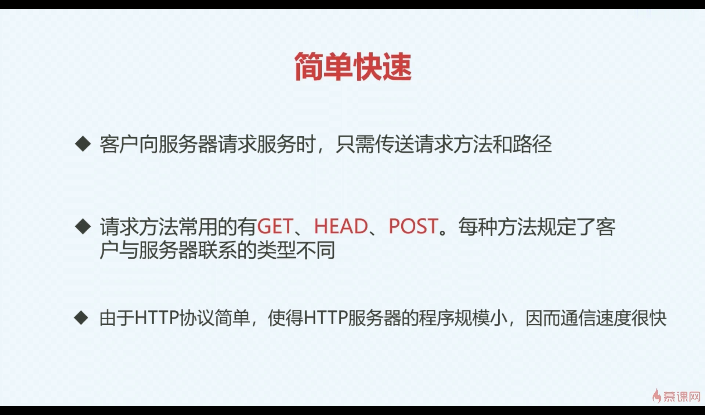 简单快速
◆ 客户向服务器请求服务时，只需传送请求方法和路径
◆ 请求方法常用的有GET、HEAD、POST。每种方法规定了客
户与服务器联系的类型不同
◆ 由于HTTP协议简单，使得HTTP服务器的程序规模小，因而通信速度很快
慕课网